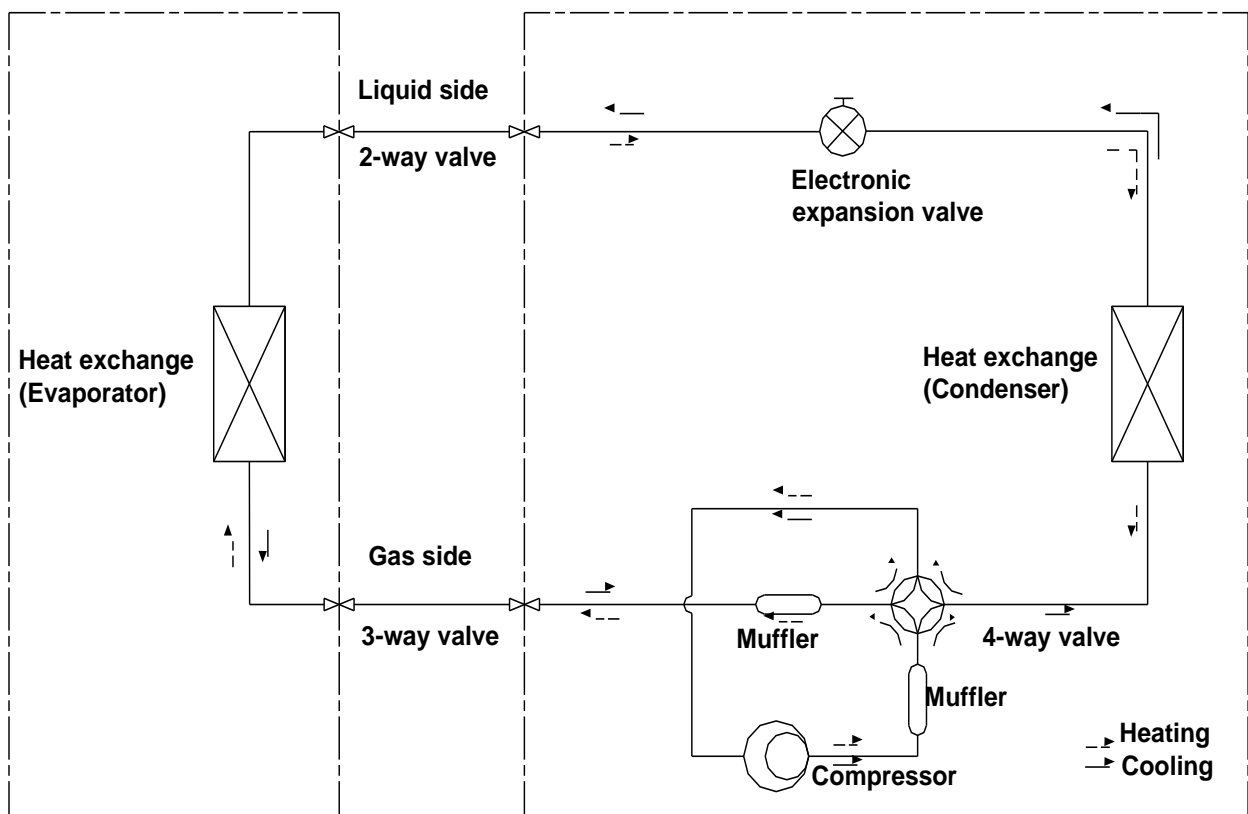 Liquid side
2-way valve
Electronic
expansion valve
Heat exchange
(Evaporator)
Heat exchange
(Condenser)
Gas side
3-way valve
Muffler
4-way valve
Muffler
Heating
Compressor
Cooling